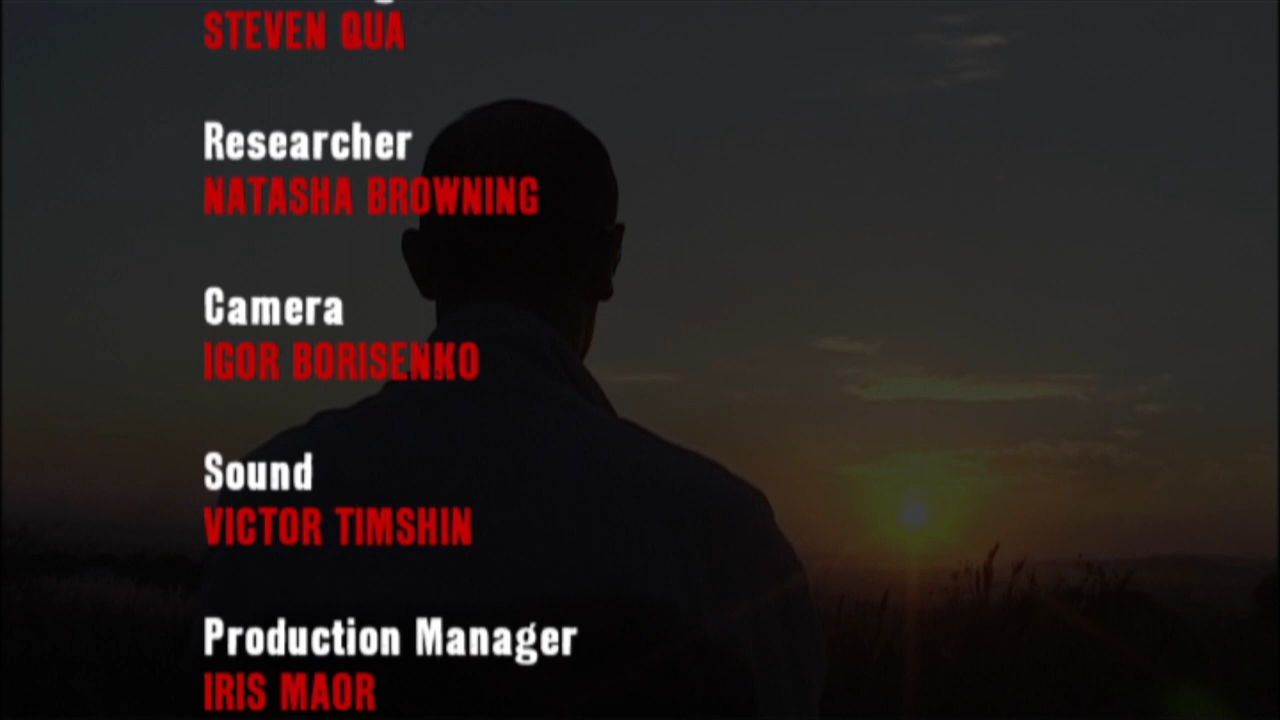 STEVEN QUA
Researcher
NATASHA BROWNING
Camera
IGOR BORISENKO
Sound
VICTOR TIMSHIN
Production Manager
IRIS MAOR